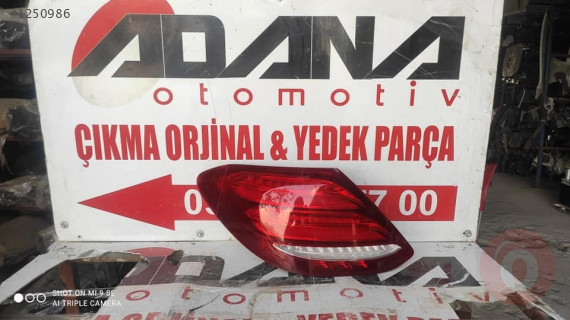 250986
ADANA
otomotiv
ÇIKMA ORJİNAL & YEDEK PARÇA
7 00
ADANA
otomotiv
SHOT ON MI 9 SE
AI TRIPLE CAMERA